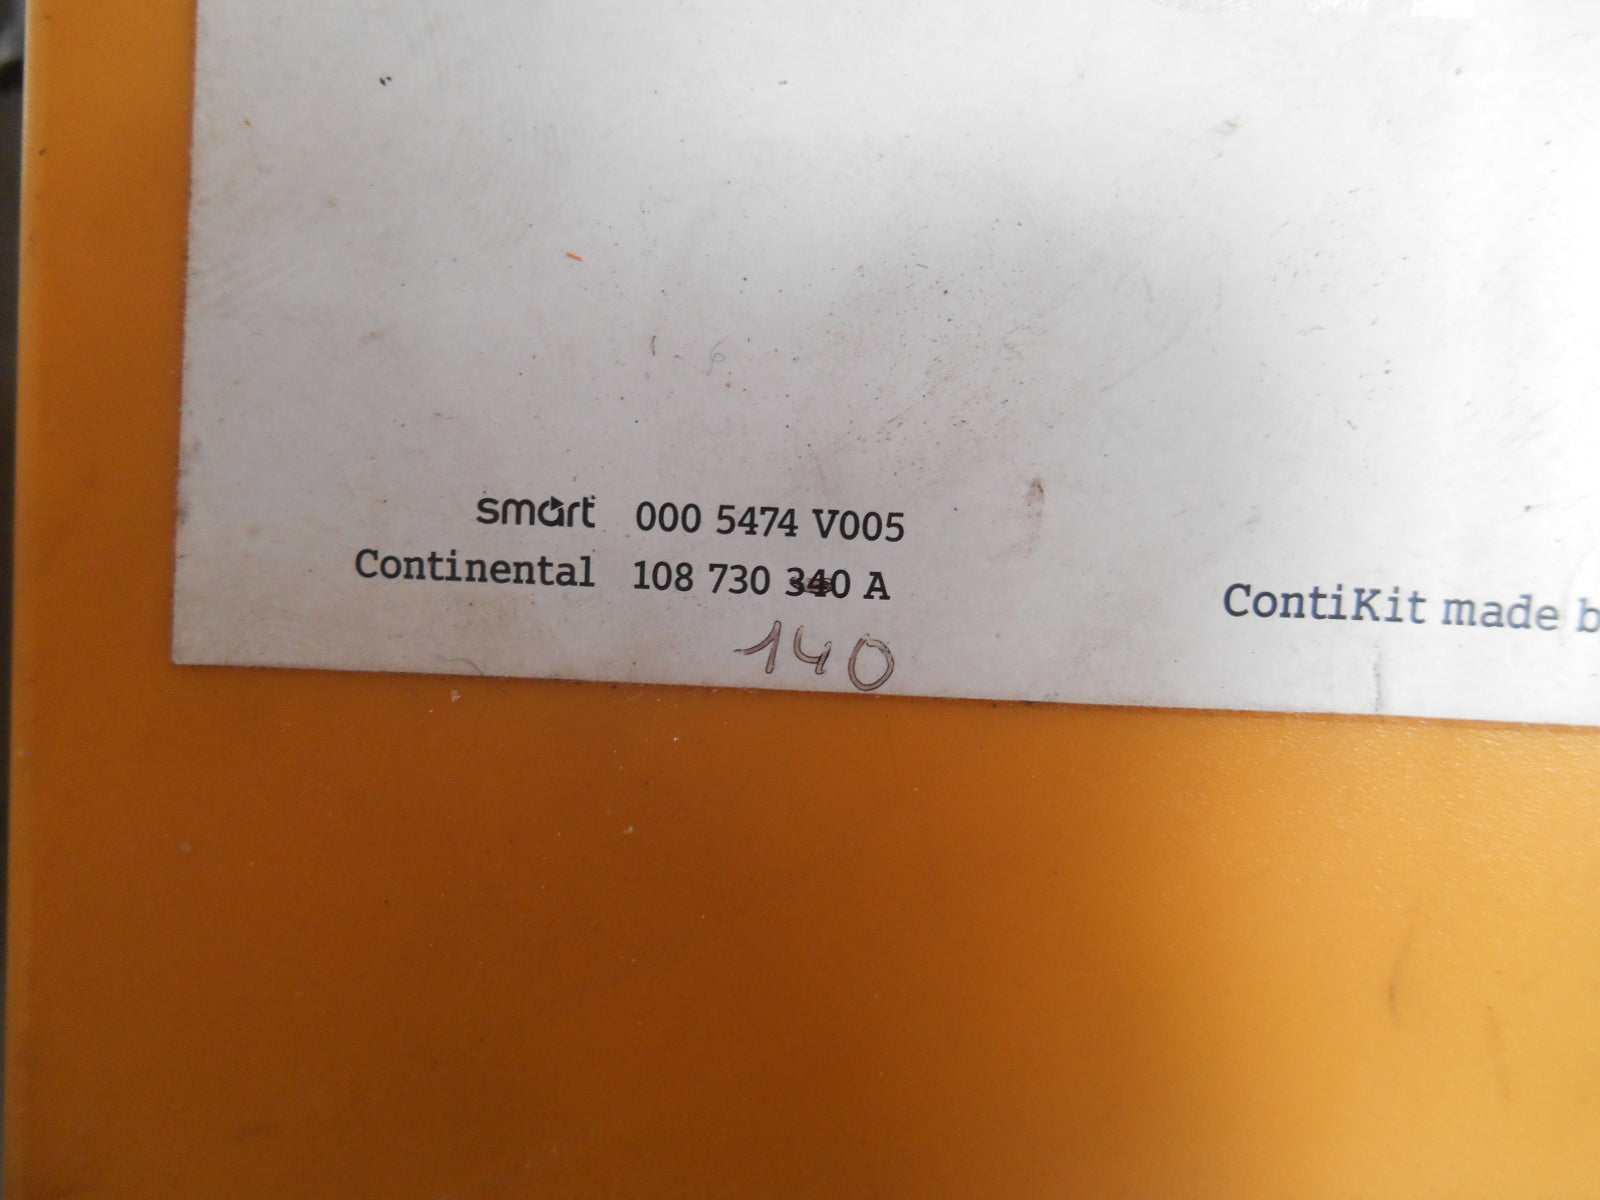 smart 000 5474 V005
Continental 108 730 340 A
140
ContiKit made b